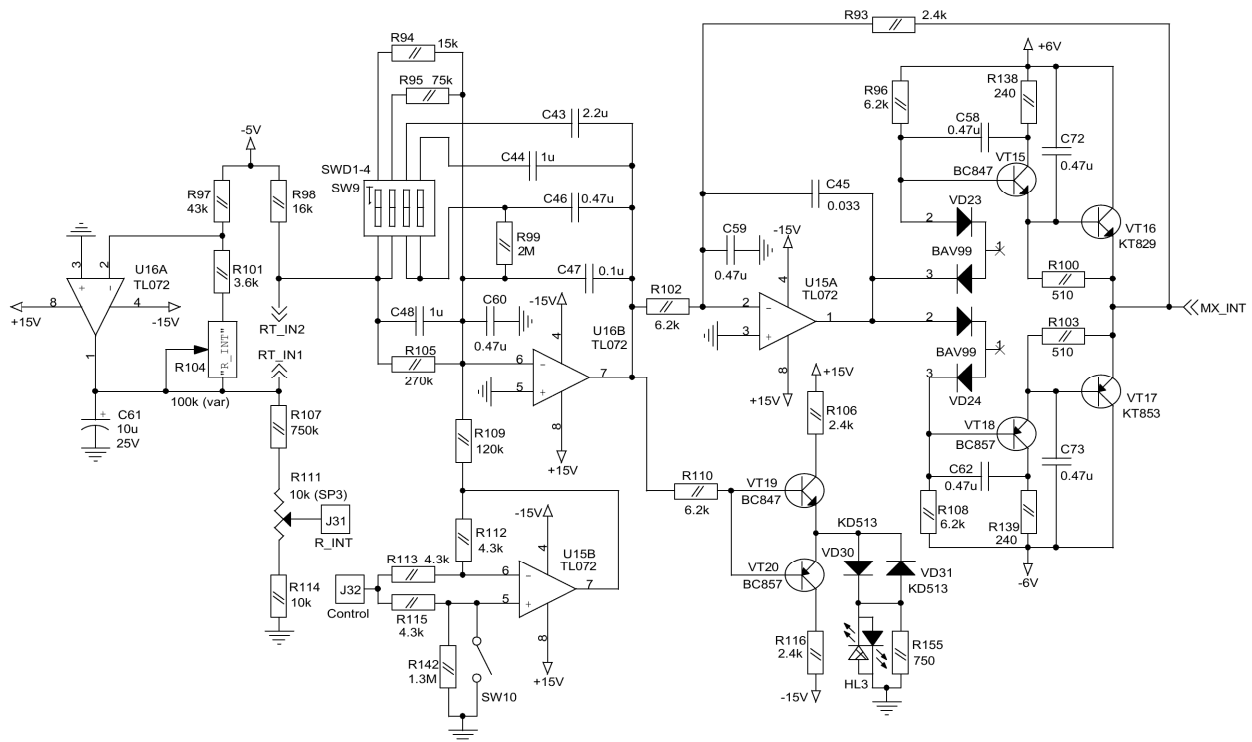 R93
2.4k
R94
15k
R95 75k
+6V
R138
240
R96
6.2k
C43
2.2u
C58
0.47u
C72
0.47u
-5V
SWD1-4
SW9
C44
1u
VT15
BC847
R97
43k
R98
16k
C46
0.47u
C45
0.033
VD23
2
1
BAV99
3
VT16
KT829
R99
2M
-15V
C59
0.47u
4
3
2
U16A
TL072
+
-
R101
3.6k
C47
0.1u
R102
6.2k
U15A
TL072
R100
510
8
+15V
4
-15V
RT_IN2
C48
1u
C60
0.47u
-15V
4
U16B
TL072
2
-
3
+
1
2
MX_INT
1
R104
"R_INT"
RT_IN1
R105
270k
6
-
5
+
7
8
+15V
1
BAV99
3
VD24
R103
510
100k (var)
C61
10u
25V
+
R107
750k
8
+15V
+15V
R106
2.4k
VT17
KT853
VT18
BC857
R109
120k
C62
0.47u
C73
0.47u
R111
10k (SP3)
J31
R_INT
R110
6.2k
VT19
BC847
R108
6.2k
R139
240
R112
4.3k
-15V
4
U15B
TL072
KD513
VD30
-6V
R113 4.3k
6
-
7
VT20
BC857
VD31
KD513
R114
10k
J32
Control
R115
4.3k
5
+
8
+15V
R116
2.4k
R155
750
R142
1.3M
SW10
-15V
HL3